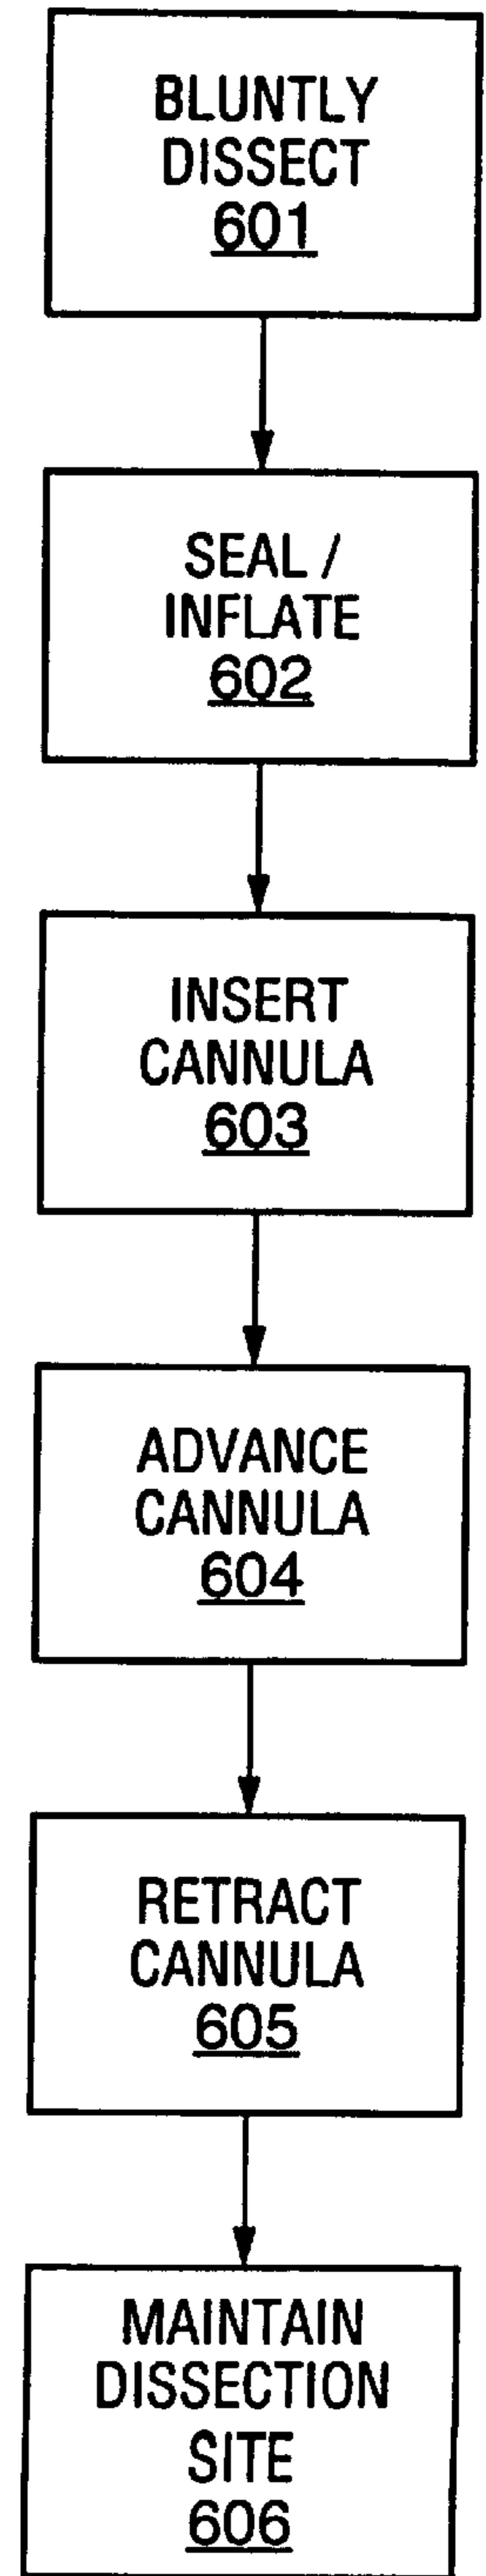 BLUNTLY
DISSECT
601
SEAL /
INFLATE
602
INSERT
CANNULA
603
ADVANCE
CANNULA
604
RETRACT
CANNULA
605
MAINTAIN
DISSECTION
SITE
606